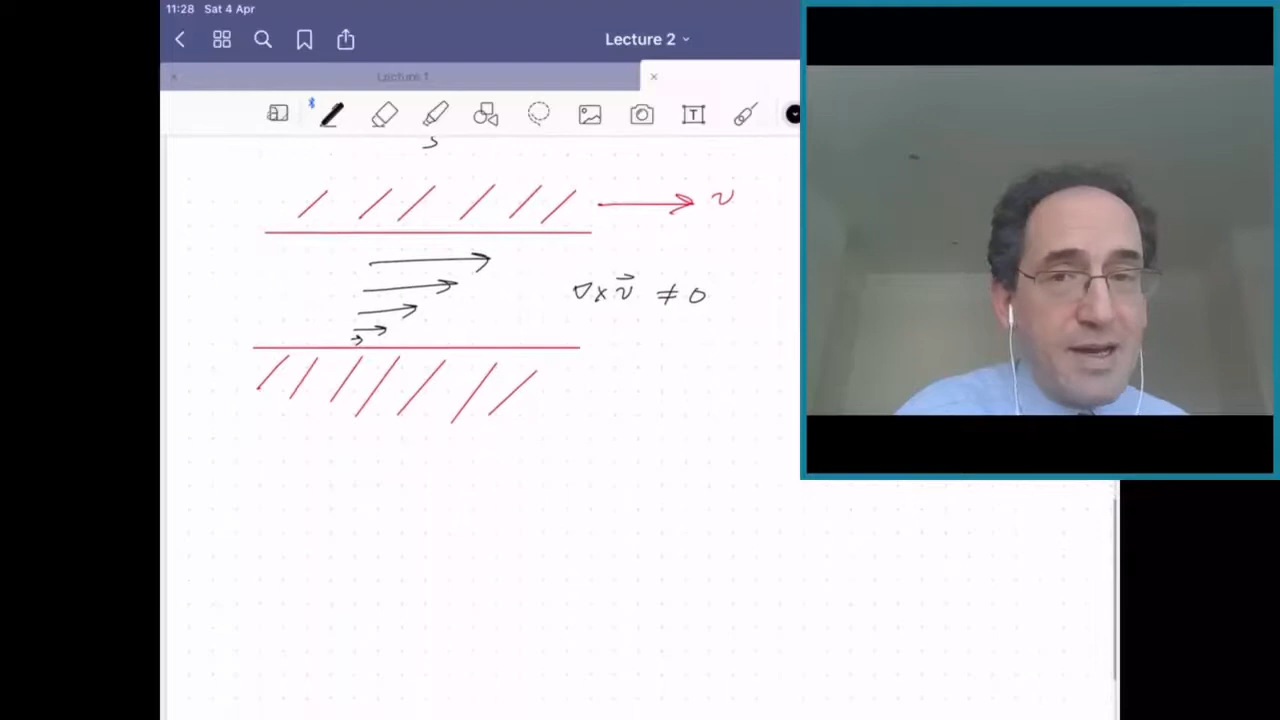 11:28 Sat 4 Apr
Lecture 2
Lecture 1
T
v
∇×v⃗ ≠ 0